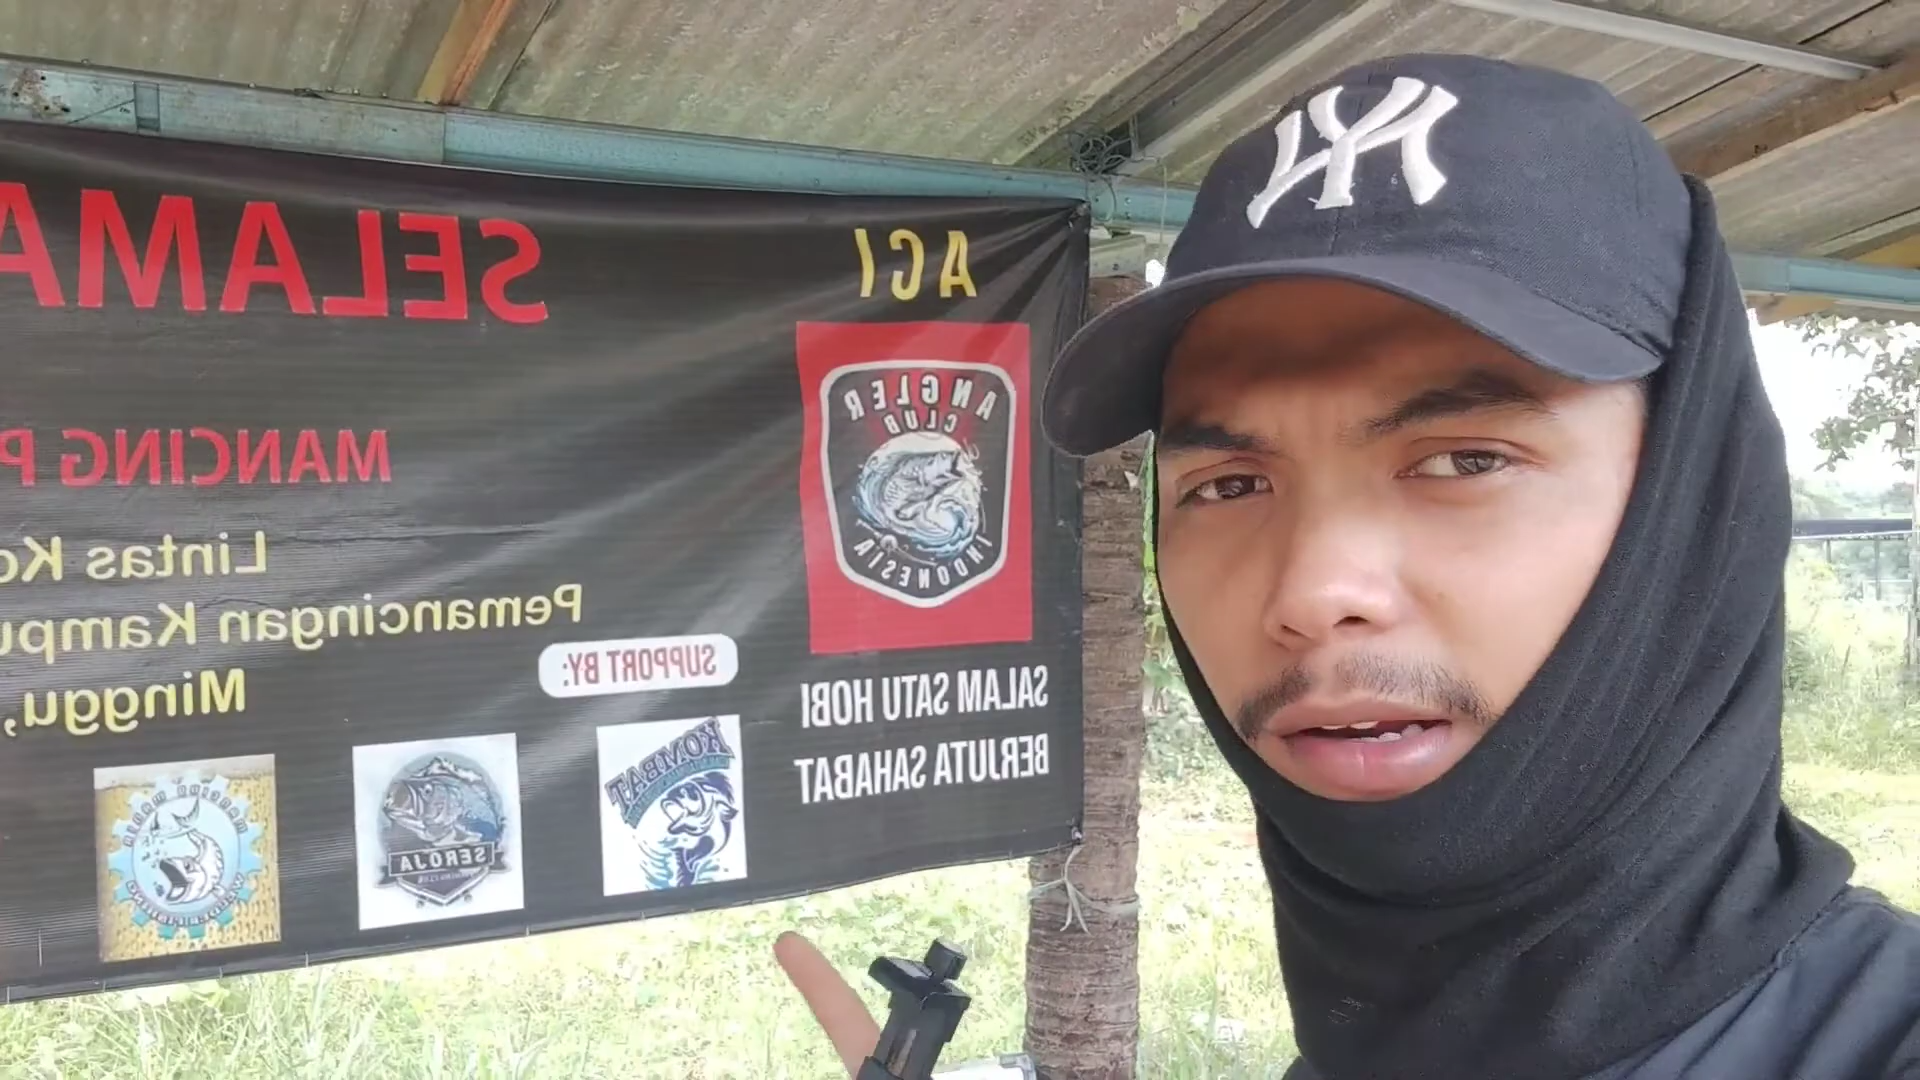 NY
ACI
SELAMA
ANGLER
CLUB
INDONESIA
MANCING P
Lintas Ko
Pemancingan Kampu
Minggu,
SUPPORT BY:
SALAM SATU HOBI
BERJUTA SAHABAT
KOMBAT
SEROJA